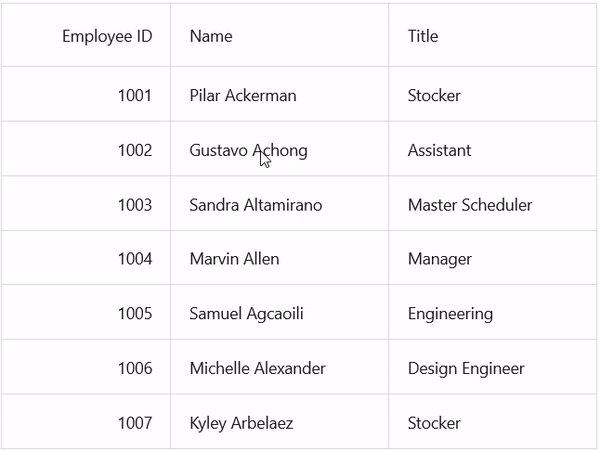 Employee ID Name Title
1001 Pilar Ackerman Stocker
1002 Gustavo Achong Assistant
1003 Sandra Altamirano Master Scheduler
1004 Marvin Allen Manager
1005 Samuel Agcaoili Engineering
1006 Michelle Alexander Design Engineer
1007 Kyley Arbelaez Stocker